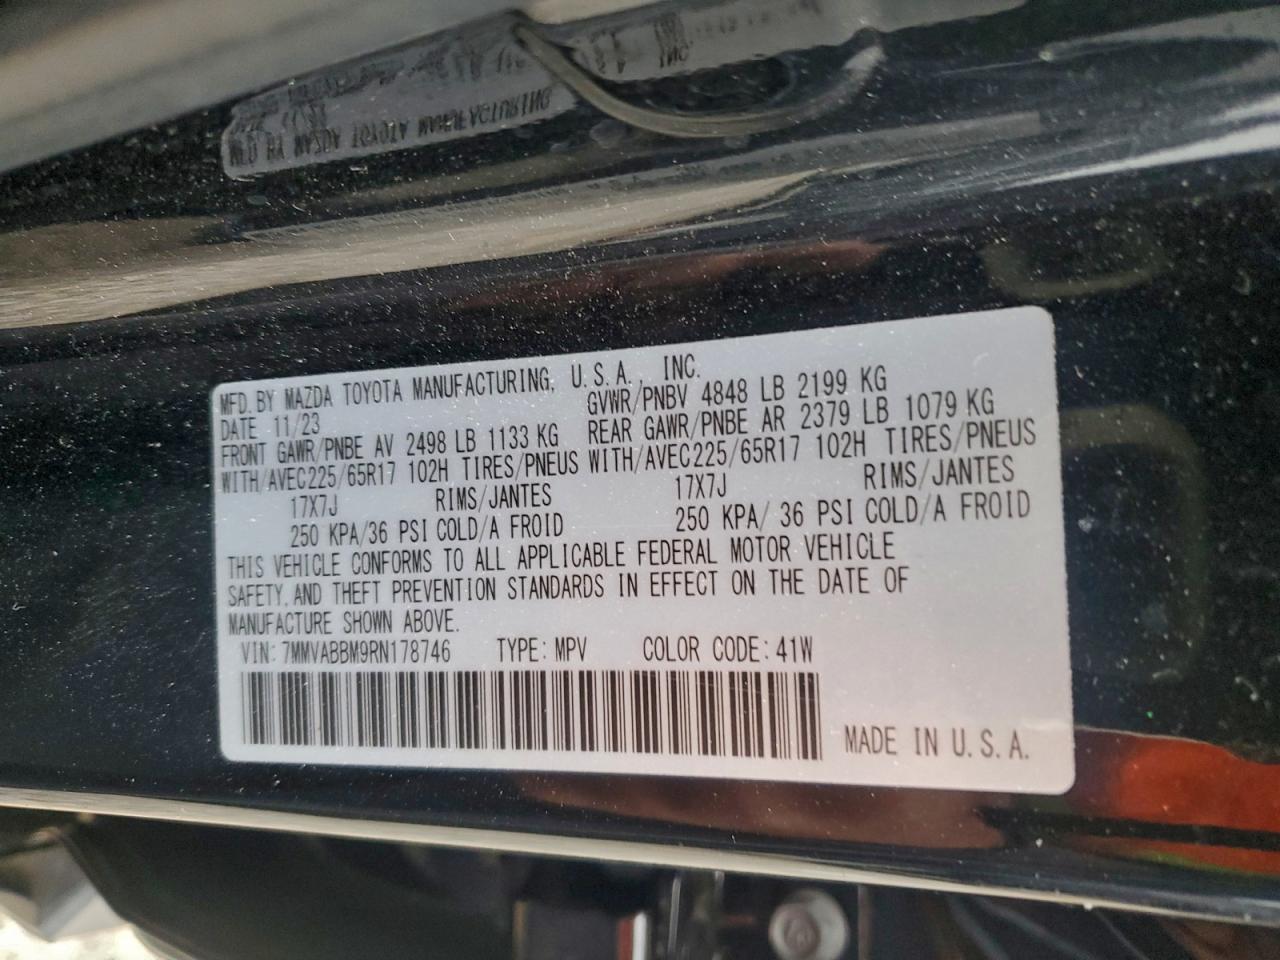 MFD. BY MAZDA TOYOTA MANUFACTURING, U.S.A., INC.
DATE 11/23 GVWR/PNBV 4848 LB 2199 KG
FRONT GAWR/PNBE AV 2498 LB 1133 KG REAR GAWR/PNBE AR 2379 LB 1079 KG
WITH/AVEC225/65R17 102H TIRES/PNEUS WITH/AVEC225/65R17 102H TIRES/PNEUS
17X7J RIMS/JANTES 17X7J RIMS/JANTES
250 KPA/36 PSI COLD/A FROID 250 KPA/ 36 PSI COLD/A FROID
THIS VEHICLE CONFORMS TO ALL APPLICABLE FEDERAL MOTOR VEHICLE
SAFETY, AND THEFT PREVENTION STANDARDS IN EFFECT ON THE DATE OF
MANUFACTURE SHOWN ABOVE.
VIN: 7MMVABBM9RN178746 TYPE: MPV COLOR CODE: 41W
MADE IN U.S.A.